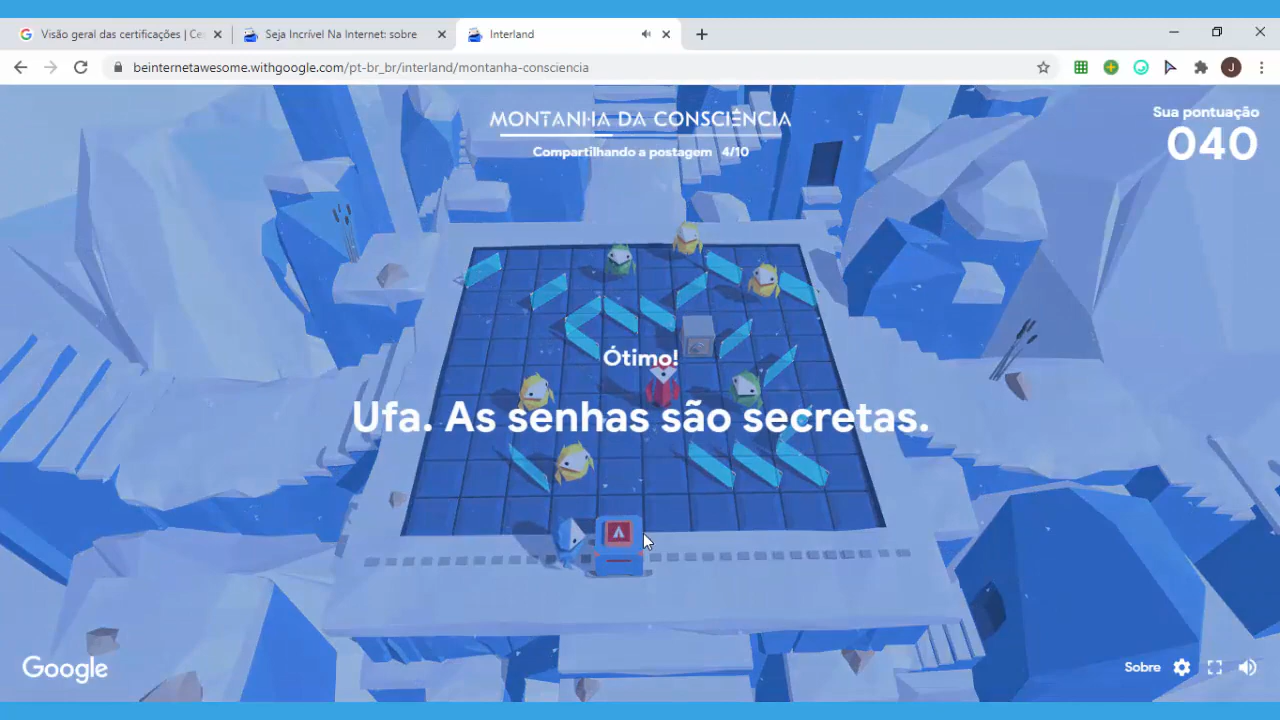 Visão geral das certificações | Ce
Seja Incrível Na Internet: sobre
Interland
beinternetawesome.withgoogle.com/pt-br_br/interland/montanha-consciencia
J
MONTANHA DA CONSCIÊNCIA
Compartilhando a postagem 4/10
Sua pontuação
040
Ótimo!
Ufa. As senhas são secretas.
Google
Sobre